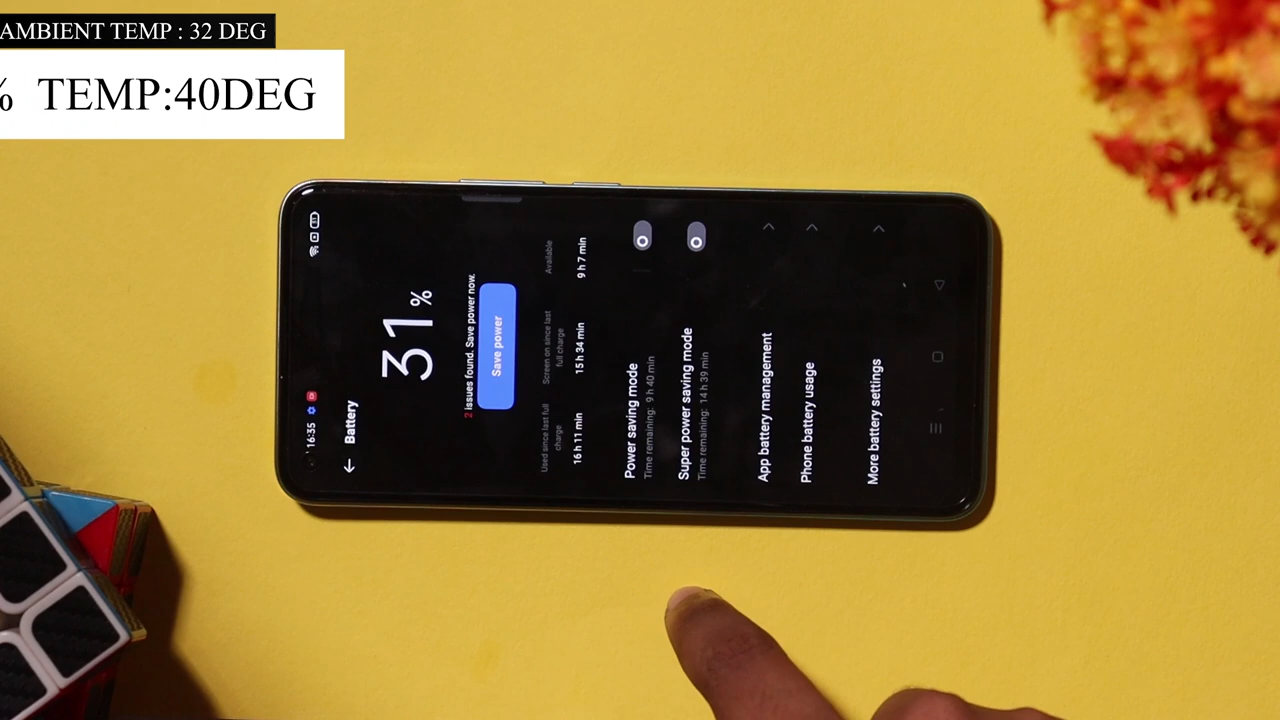 AMBIENT TEMP : 32 DEG
% TEMP:40DEG
16:35
31
Battery
31%
2 issues found. Save power now.
Save power
Used since last full
charge
16 h 11 min
Screen on since last
full charge
15 h 34 min
Available
9 h 7 min
Power saving mode
Time remaining: 9 h 40 min
Super power saving mode
Time remaining: 14 h 39 min
App battery management
Phone battery usage
More battery settings